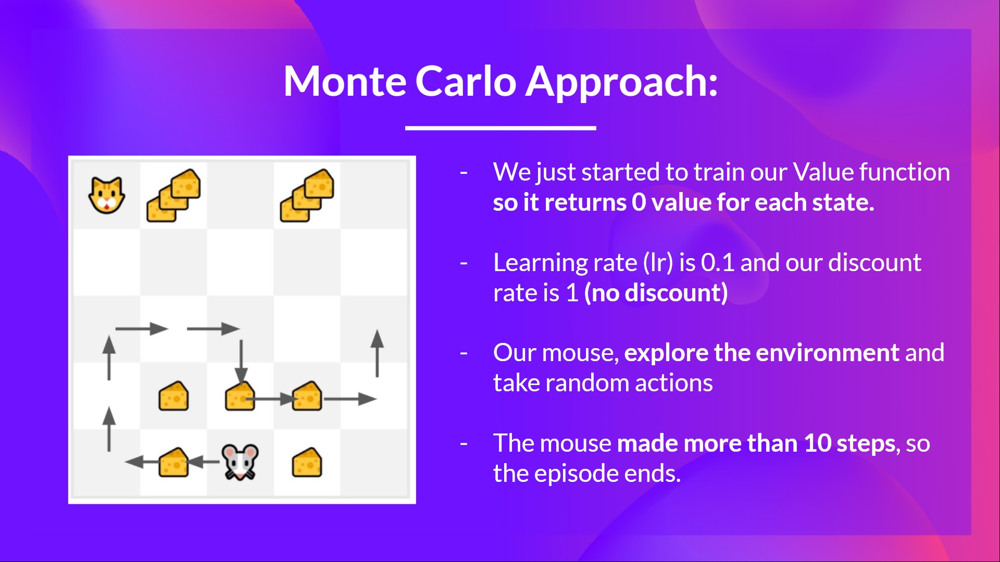 Monte Carlo Approach:
- We just started to train our Value function
so it returns 0 value for each state.
- Learning rate (lr) is 0.1 and our discount
rate is 1 (no discount)
- Our mouse, explore the environment and
take random actions
- The mouse made more than 10 steps, so
the episode ends.